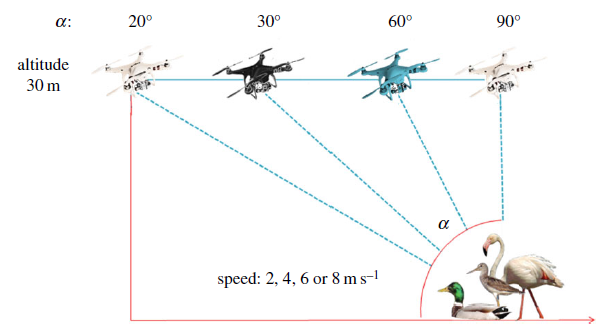 α: 20° 30° 60° 90°
altitude
30 m
α
speed: 2, 4, 6 or 8 m s⁻¹